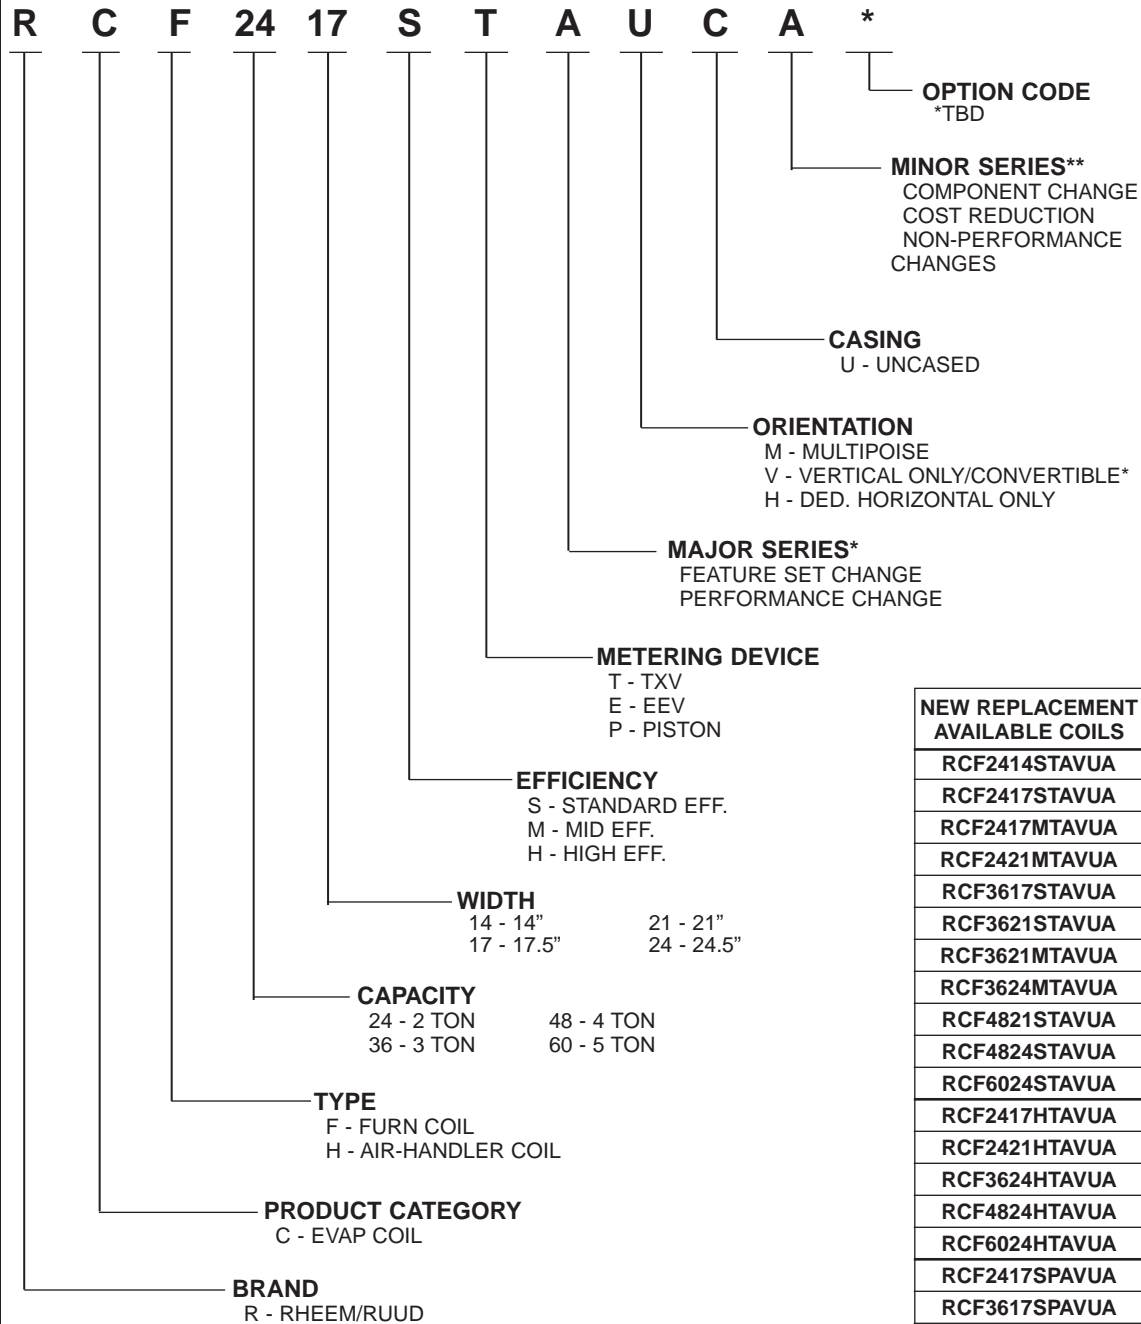 R C F 24 17 S T A U C A *
OPTION CODE
*TBD
MINOR SERIES**
COMPONENT CHANGE
COST REDUCTION
NON-PERFORMANCE
CHANGES
CASING
U - UNCASED
ORIENTATION
M - MULTIPOISE
V - VERTICAL ONLY/CONVERTIBLE*
H - DED. HORIZONTAL ONLY
MAJOR SERIES*
FEATURE SET CHANGE
PERFORMANCE CHANGE
METERING DEVICE
T - TXV
E - EEV
P - PISTON
EFFICIENCY
S - STANDARD EFF.
M - MID EFF.
H - HIGH EFF.
WIDTH
14 - 14” 21 - 21”
17 - 17.5” 24 - 24.5”
CAPACITY
24 - 2 TON 48 - 4 TON
36 - 3 TON 60 - 5 TON
TYPE
F - FURN COIL
H - AIR-HANDLER COIL
PRODUCT CATEGORY
C - EVAP COIL
BRAND
R - RHEEM/RUUD
NEW REPLACEMENT
AVAILABLE COILS
RCF2414STAVUA
RCF2417STAVUA
RCF2417MTAVUA
RCF2421MTAVUA
RCF3617STAVUA
RCF3621STAVUA
RCF3621MTAVUA
RCF3624MTAVUA
RCF4821STAVUA
RCF4824STAVUA
RCF6024STAVUA
RCF2417HTAVUA
RCF2421HTAVUA
RCF3624HTAVUA
RCF4824HTAVUA
RCF6024HTAVUA
RCF2417SPAVUA
RCF3617SPAVUA